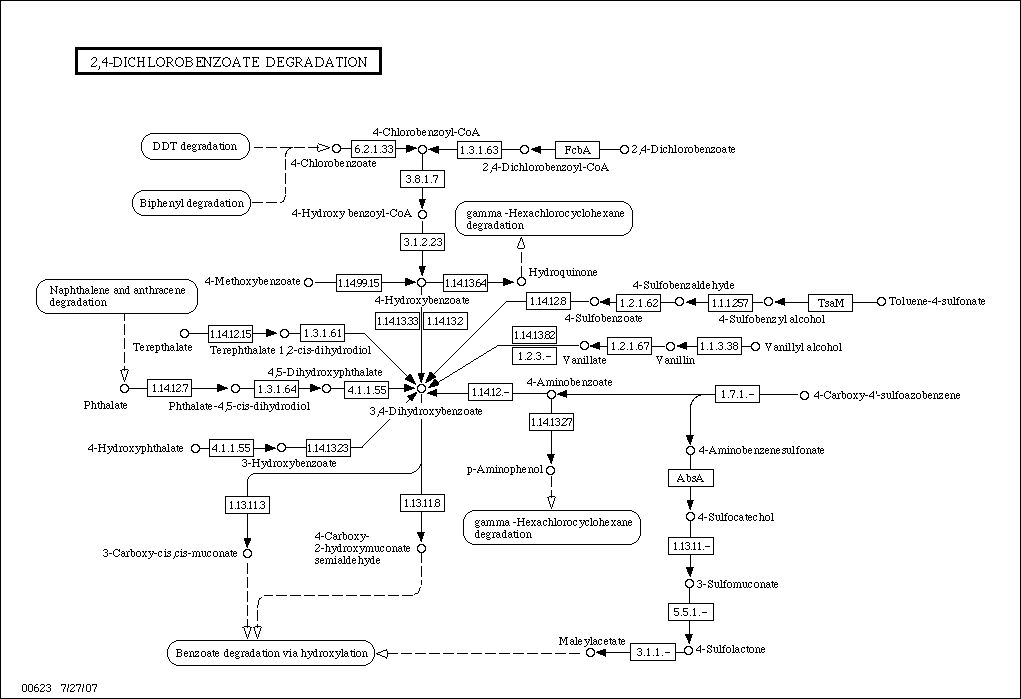 2,4-DICHLOROBENZOATE DEGRADATION
4-Chlorobenzoyl-CoA
DDT degradation
6.2.1.33
1.3.1.63
FcbA
2,4-Dichlorobenzoate
4-Chlorobenzoate
2,4-Dichlorobenzoyl-CoA
3.8.1.7
Biphenyl degradation
4-Hydroxy benzoyl-CoA
gamma -Hexachlorocyclohexane
degradation
3.1.2.23
Hydroquinone
4-Methoxybenzoate
1.14.99.15
1.14.13.64
4-Sulfobenzaldehyde
Naphthalene and anthracene
degradation
4-Hydroxybenzoate
1.14.12.8
1.2.1.62
1.1.1.257
TsaM
Toluene-4-sulfonate
4-Sulfobenzoate
4-Sulfobenzyl alcohol
1.14.13.33
1.14.13.2
1.14.12.15
1.3.1.61
1.14.13.82
Terepthalate
Terephthalate 1,2-cis-dihydrodiol
1.2.3.-
1.2.1.67
1.1.3.38
Vanillyl alcohol
Vanillate
Vanillin
4,5-Dihydroxyphthalate
4-Aminobenzoate
1.14.12.7
1.3.1.64
4.1.1.55
1.14.12.-
1.7.1.-
4-Carboxy-4'-sulfoazobenzene
Phthalate
Phthalate-4,5-cis-dihydrodiol
3,4-Dihydroxybenzoate
1.14.13.27
4-Hydroxyphthalate
4.1.1.55
1.14.13.23
4-Aminobenzenesulfonate
3-Hydroxybenzoate
p-Aminophenol
AbsA
1.13.11.3
1.13.11.8
4-Sulfocatechol
gamma -Hexachlorocyclohexane
degradation
4-Carboxy-
2-hydroxymuconate
semialdehyde
1.13.11.-
3-Carboxy-cis,cis-muconate
3-Sulfomuconate
5.5.1.-
Maleylacetate
Benzoate degradation via hydroxylation
3.1.1.-
4-Sulfolactone
00623 7/27/07